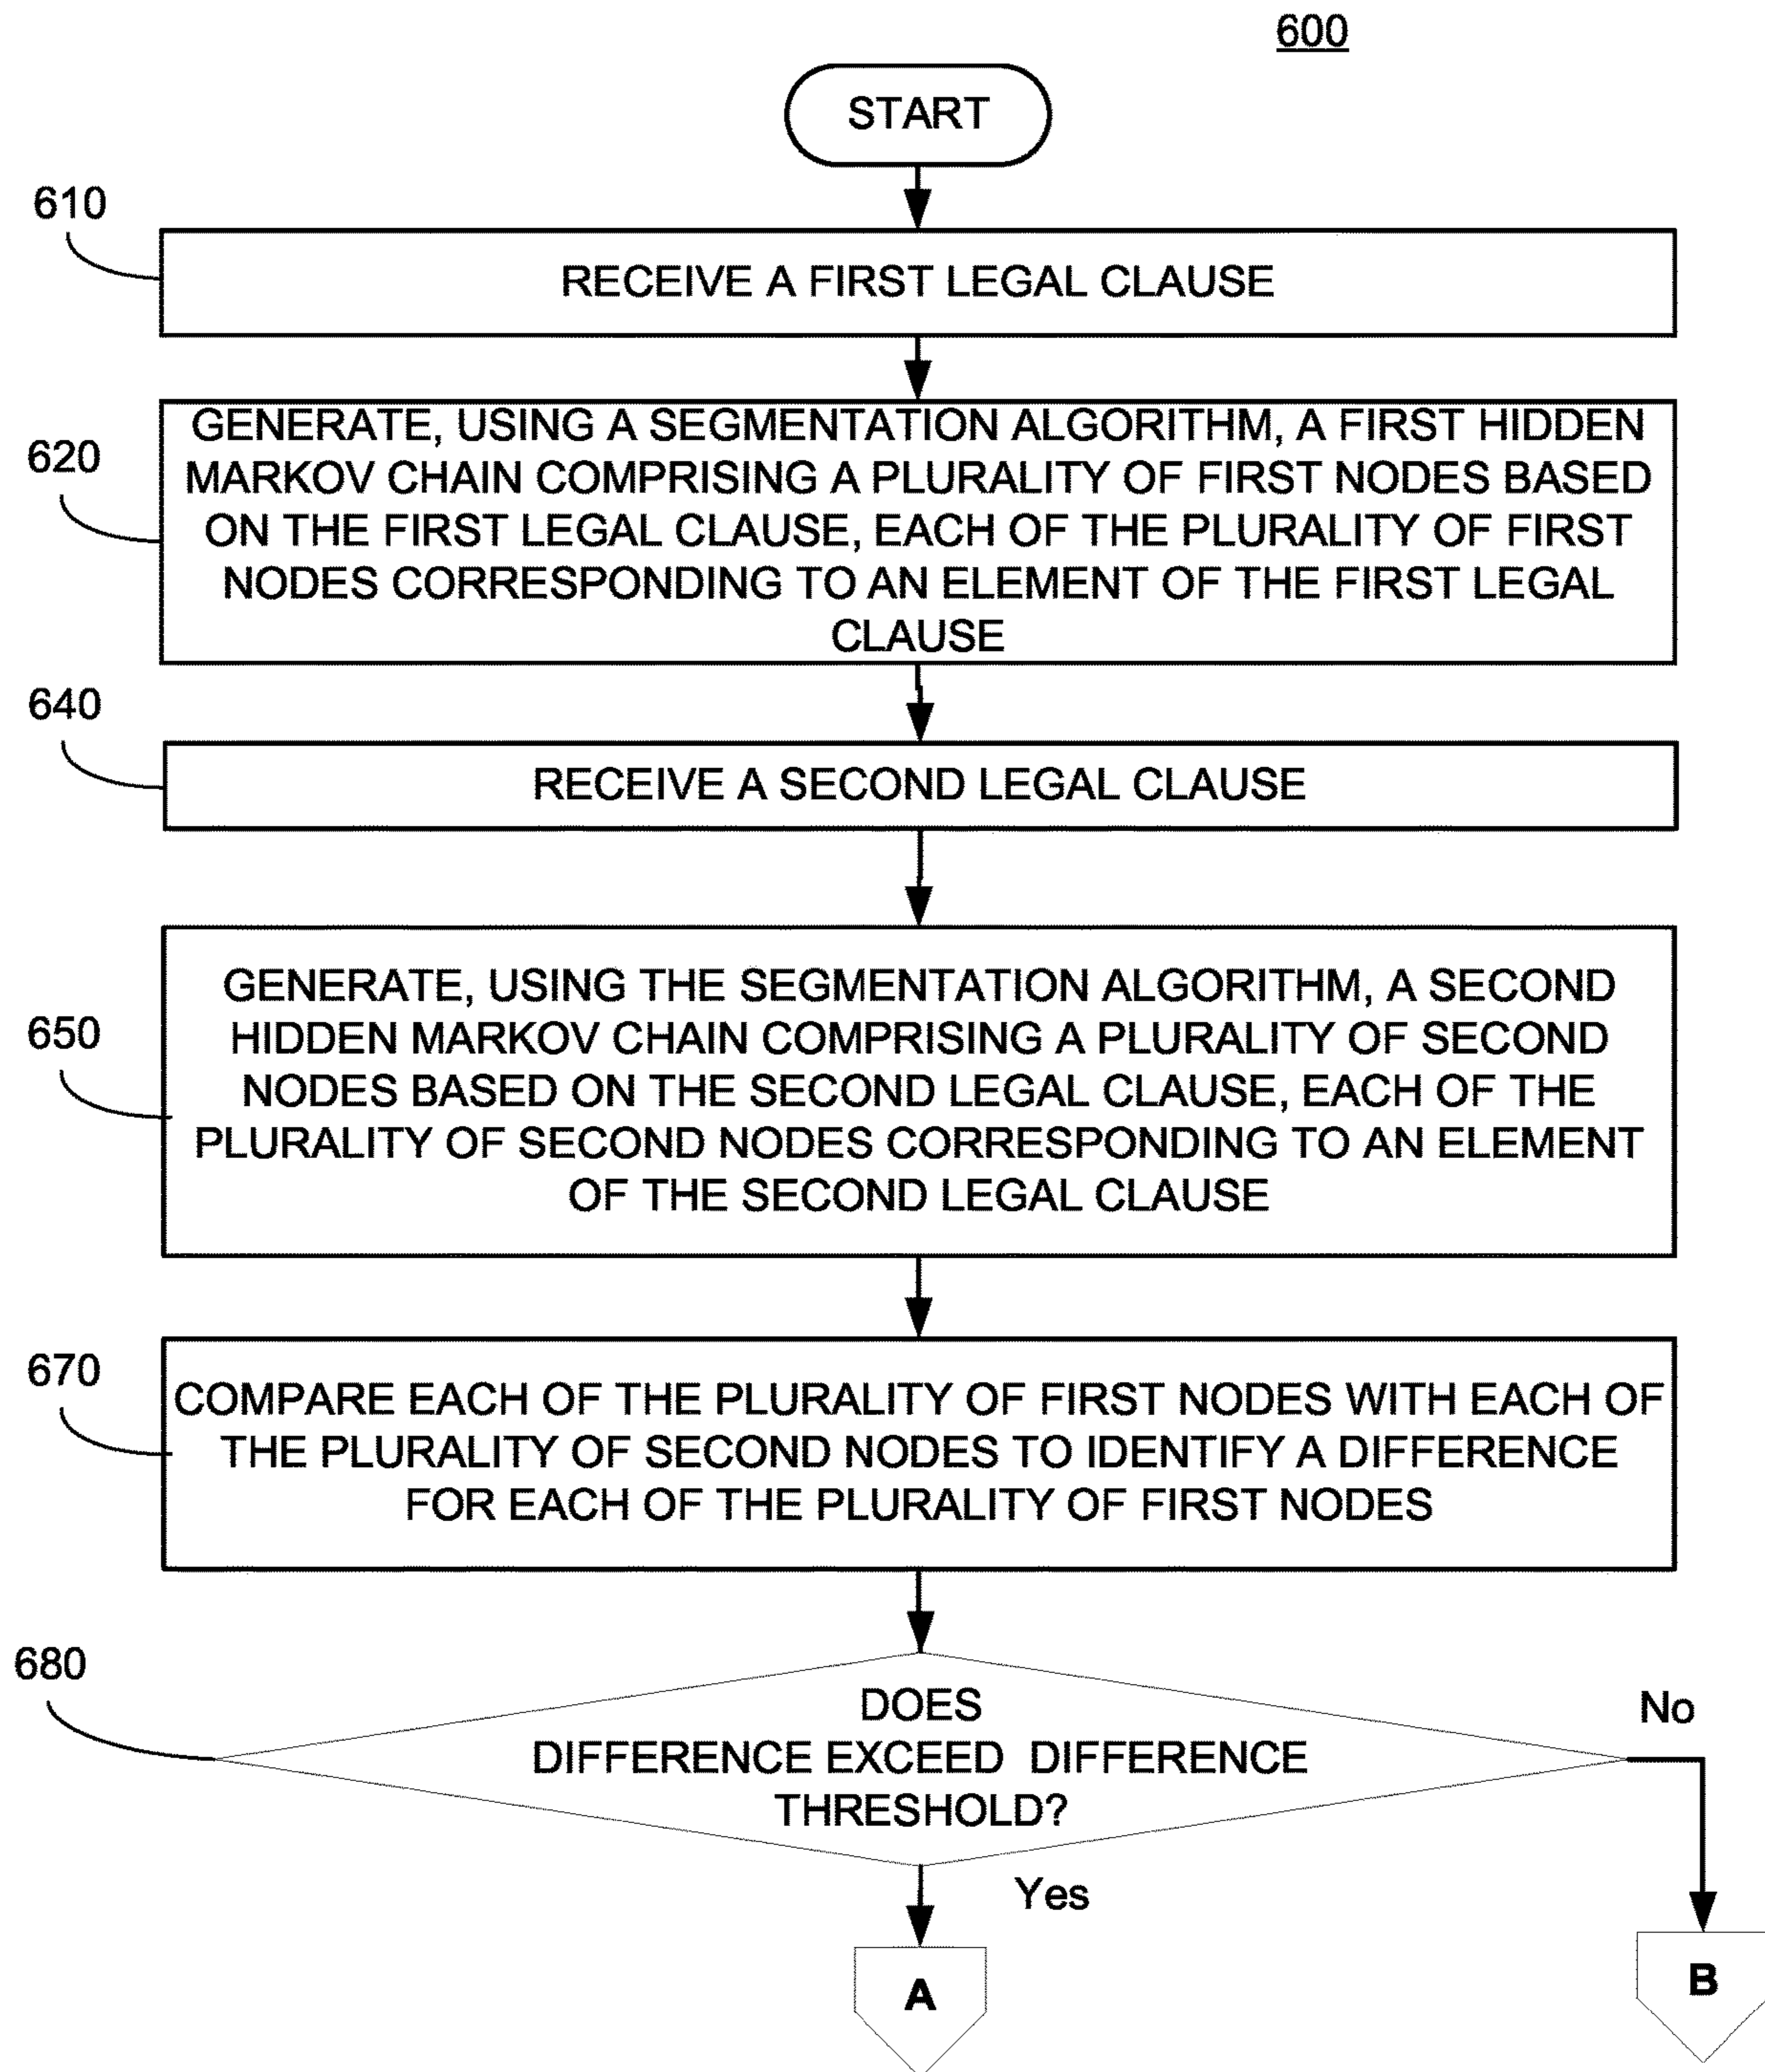 600
START
610
RECEIVE A FIRST LEGAL CLAUSE
620
GENERATE, USING A SEGMENTATION ALGORITHM, A FIRST HIDDEN
MARKOV CHAIN COMPRISING A PLURALITY OF FIRST NODES BASED
ON THE FIRST LEGAL CLAUSE, EACH OF THE PLURALITY OF FIRST
NODES CORRESPONDING TO AN ELEMENT OF THE FIRST LEGAL
CLAUSE
640
RECEIVE A SECOND LEGAL CLAUSE
650
GENERATE, USING THE SEGMENTATION ALGORITHM, A SECOND
HIDDEN MARKOV CHAIN COMPRISING A PLURALITY OF SECOND
NODES BASED ON THE SECOND LEGAL CLAUSE, EACH OF THE
PLURALITY OF SECOND NODES CORRESPONDING TO AN ELEMENT
OF THE SECOND LEGAL CLAUSE
670
COMPARE EACH OF THE PLURALITY OF FIRST NODES WITH EACH OF
THE PLURALITY OF SECOND NODES TO IDENTIFY A DIFFERENCE
FOR EACH OF THE PLURALITY OF FIRST NODES
680
DOES
DIFFERENCE EXCEED DIFFERENCE
THRESHOLD?
No
Yes
A
B